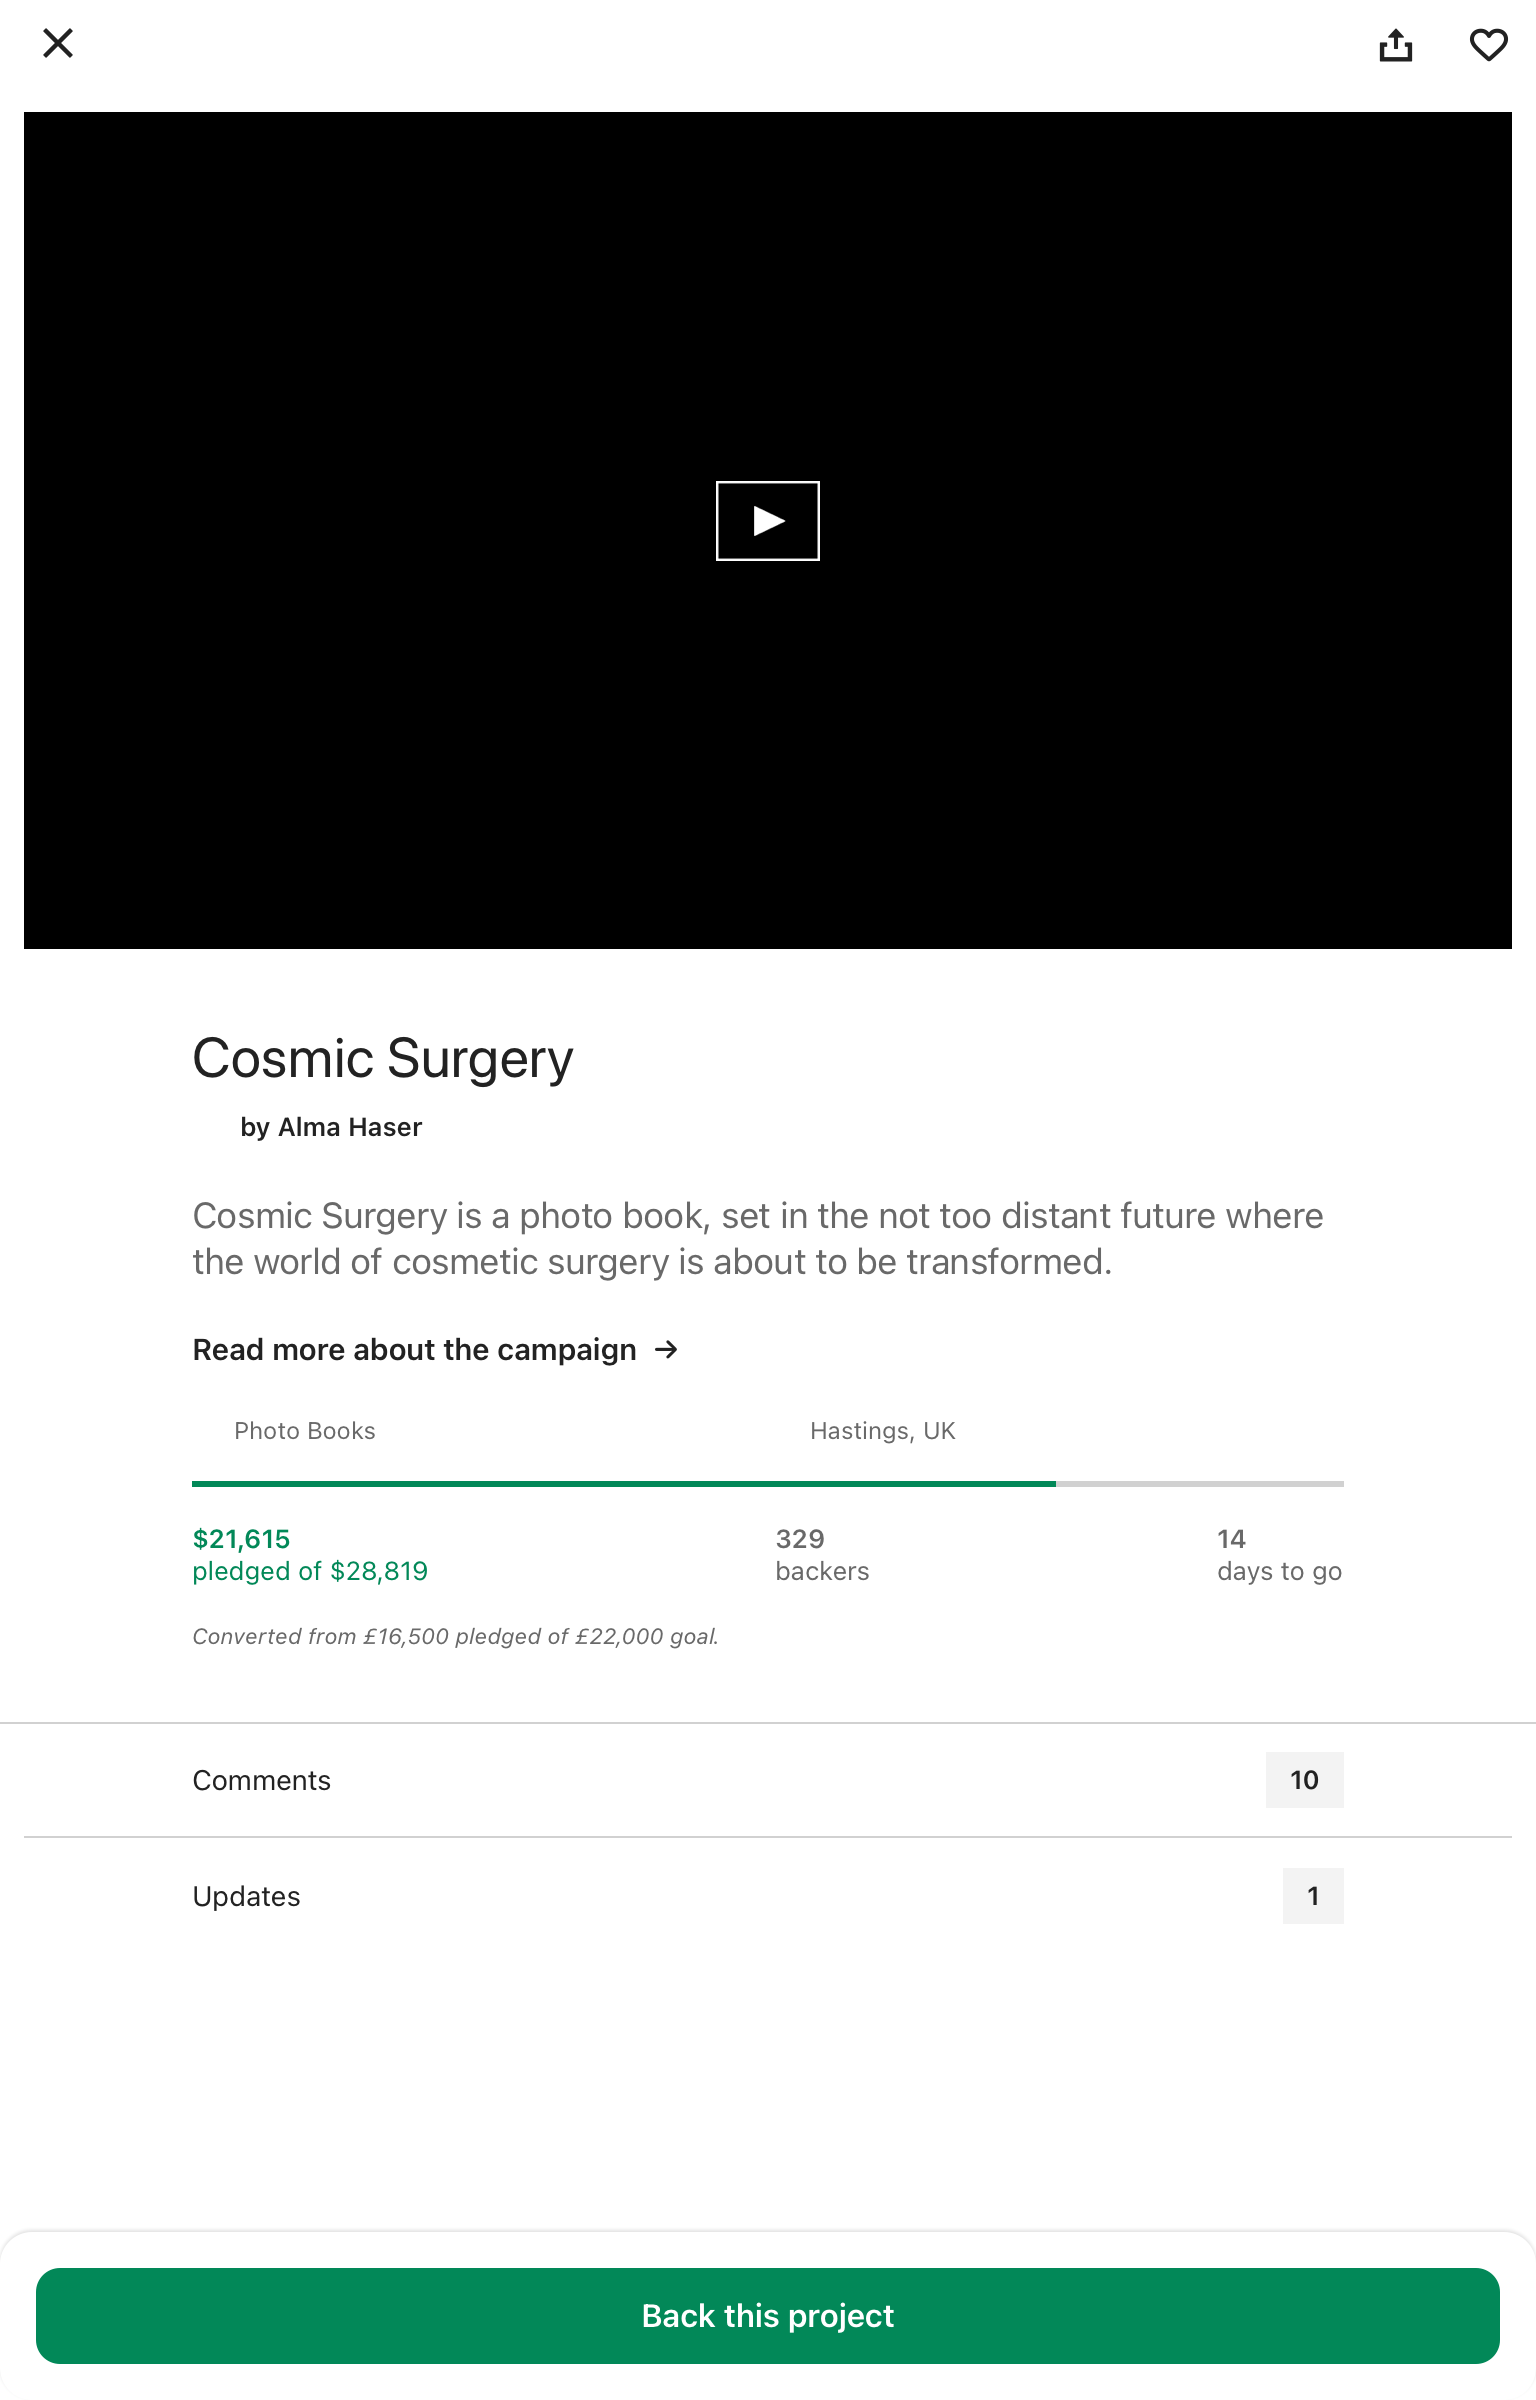 Cosmic Surgery
by Alma Haser
Cosmic Surgery is a photo book, set in the not too distant future where
the world of cosmetic surgery is about to be transformed.
Read more about the campaign →
Photo Books
Hastings, UK
$21,615
pledged of $28,819
329
backers
14
days to go
Converted from £16,500 pledged of £22,000 goal.
Comments
10
Updates
1
Back this project